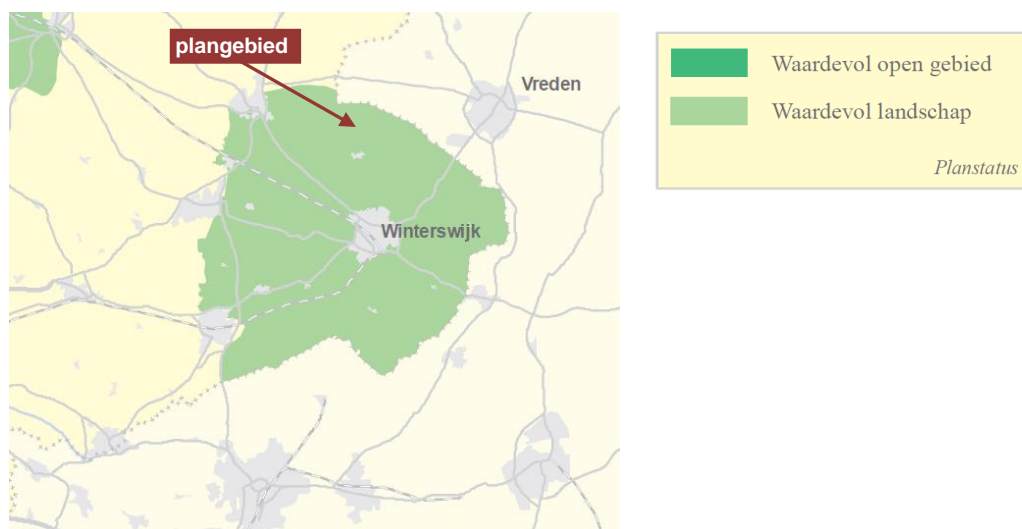 plangebied
Vreden
Winterswijk
Waardevol open gebied
Waardevol landschap
Planstatus